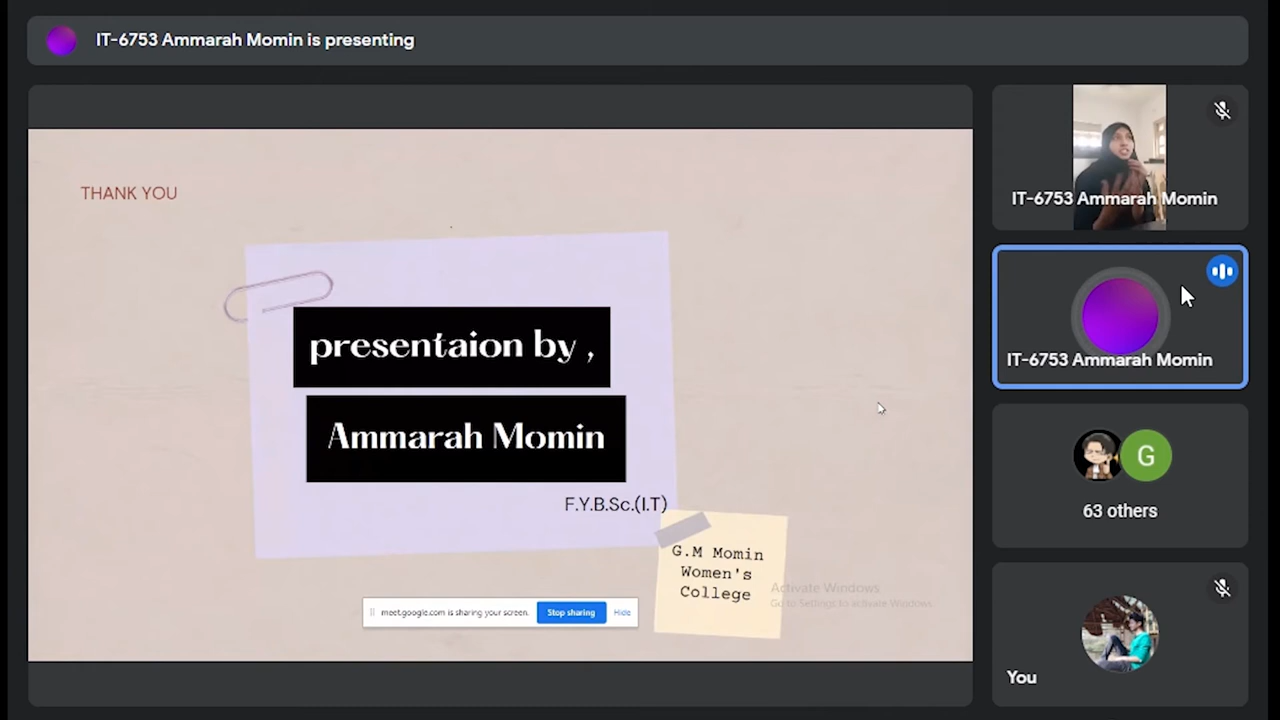 IT-6753 Ammarah Momin is presenting
THANK YOU
presentaion by ,
Ammarah Momin
F.Y.B.Sc.(I.T)
G.M Momin
Women's
College
Activate Windows
Go to Settings to activate Windows.
meet.google.com is sharing your screen.
Stop sharing
Hide
IT-6753 Ammarah Momin
IT-6753 Ammarah Momin
G
63 others
You